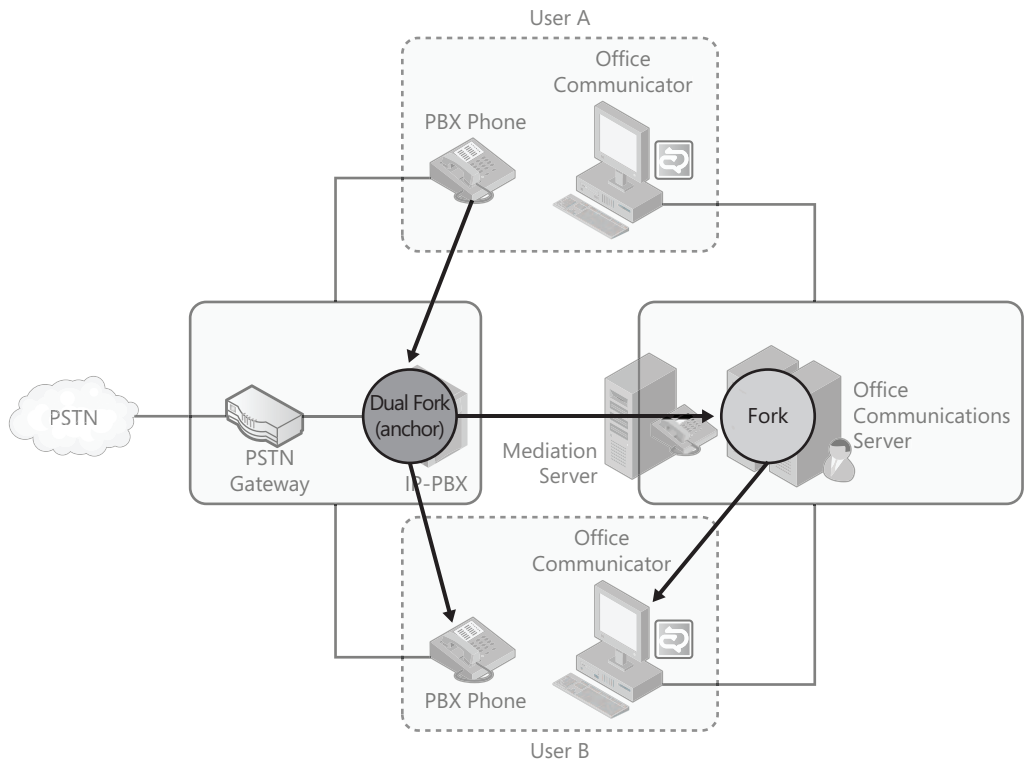 User A
Office
Communicator
PBX Phone
Dual Fork
(anchor)
Fork
Office
Communications
Server
PSTN
PSTN
Gateway
IP-PBX
Mediation
Server
Office
Communicator
PBX Phone
User B